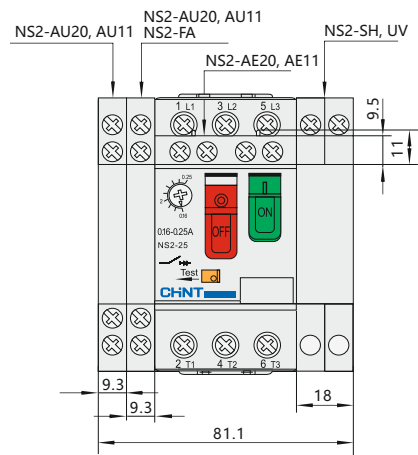 NS2-AU20, AU11
NS2-AU20, AU11
NS2-FA
NS2-SH, UV
NS2-AE20, AE11
1 L1 3 L2 5 L3
9.5
11
0.25
2
0.16
0.16-0.25A
NS2-25
OFF
ON
Test
CHNT
2 T1 4 T2 6 T3
9.3
9.3
18
81.1